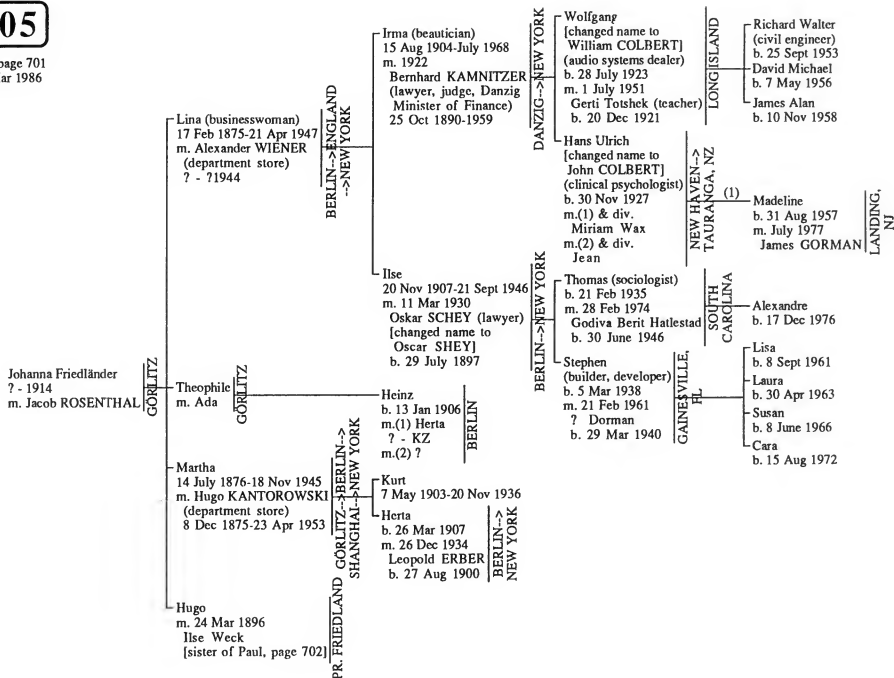 05
page 701
ar 1986
Johanna Friedländer
? - 1914
m. Jacob ROSENTHAL
GÖRLITZ
Lina (businesswoman)
17 Feb 1875-21 Apr 1947
m. Alexander WIENER
(department store)
? - ?1944
BERLIN-->ENGLAND
-->NEW YORK
Irma (beautician)
15 Aug 1904-July 1968
m. 1922
Bernhard KAMNITZER
(lawyer, judge, Danzig
Minister of Finance)
25 Oct 1890-1959
DANZIG-->NEW YORK
Wolfgang
[changed name to
William COLBERT]
(audio systems dealer)
b. 28 July 1923
m. 1 July 1951
Gerti Totshek (teacher)
b. 20 Dec 1921
LONG ISLAND
Richard Walter
(civil engineer)
b. 25 Sept 1953
David Michael
b. 7 May 1956
James Alan
b. 10 Nov 1958
Hans Ulrich
[changed name to
John COLBERT]
(clinical psychologist)
b. 30 Nov 1927
m.(1) & div.
Miriam Wax
m.(2) & div.
Jean
NEW HAVEN-->
TAURANGA, NZ
(1)
Madeline
b. 31 Aug 1957
m. July 1977
James GORMAN
LANDING,
NJ
Ilse
20 Nov 1907-21 Sept 1946
m. 11 Mar 1930
Oskar SCHEY (lawyer)
[changed name to
Oscar SHEY]
b. 29 July 1897
BERLIN-->NEW YORK
Thomas (sociologist)
b. 21 Feb 1935
m. 28 Feb 1974
Godiva Berit Hatlestad
b. 30 June 1946
SOUTH
CAROLINA
Alexandre
b. 17 Dec 1976
Stephen
(builder, developer)
b. 5 Mar 1938
m. 21 Feb 1961
? Dorman
b. 29 Mar 1940
GAINESVILLE,
FL
Lisa
b. 8 Sept 1961
Laura
b. 30 Apr 1963
Susan
b. 8 June 1966
Cara
b. 15 Aug 1972
Theophile
m. Ada
GÖRLITZ
Heinz
b. 13 Jan 1906
m.(1) Herta
? - KZ
m.(2) ?
BERLIN
Martha
14 July 1876-18 Nov 1945
m. Hugo KANTOROWSKI
(department store)
8 Dec 1875-23 Apr 1953
GÖRLITZ-->BERLIN-->
SHANGHAI-->NEW YORK
Kurt
7 May 1903-20 Nov 1936
Herta
b. 26 Mar 1907
m. 26 Dec 1934
Leopold ERBER
b. 27 Aug 1900
BERLIN-->
NEW YORK
Hugo
m. 24 Mar 1896
Ilse Weck
[sister of Paul, page 702]
PR. FRIEDLAND